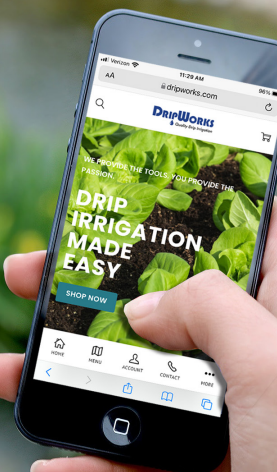 Verizon 11:29 AM 96%
AA dripworks.com
DRIPWORKS
Quality Drip Irrigation
WE PROVIDE THE TOOLS. YOU PROVIDE THE
PASSION
DRIP
IRRIGATION
MADE
EASY
SHOP NOW
HOME MENU ACCOUNT CONTACT MORE